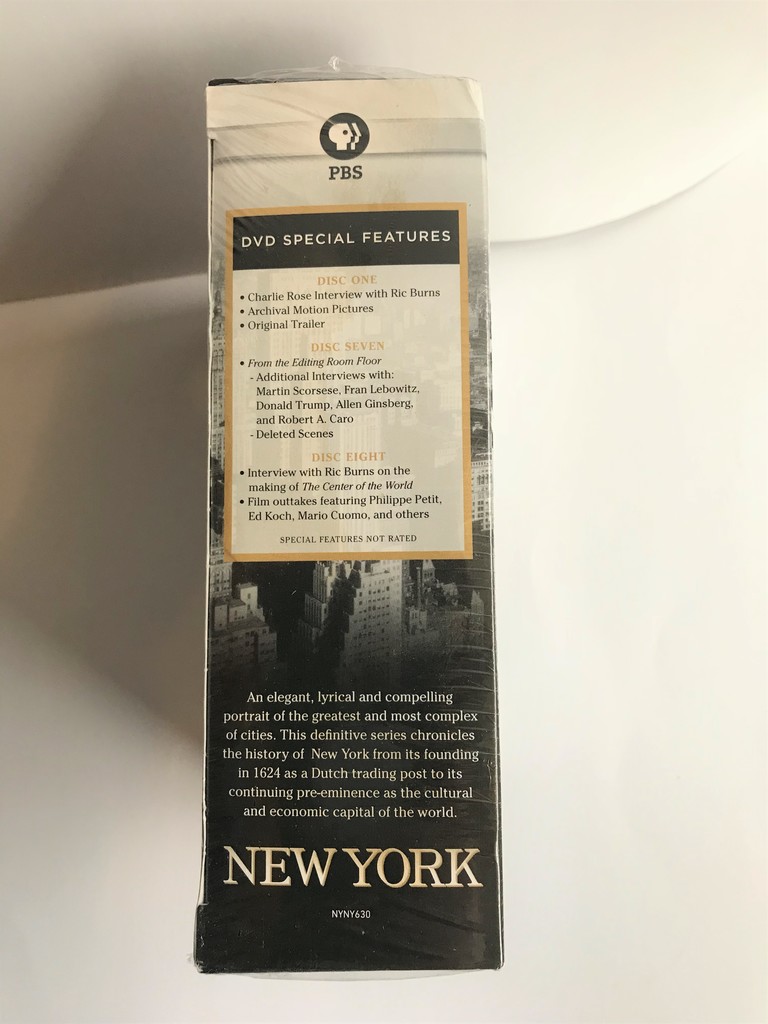 PBS
DVD SPECIAL FEATURES
DISC ONE
• Charlie Rose Interview with Ric Burns
• Archival Motion Pictures
• Original Trailer
DISC SEVEN
• From the Editing Room Floor
- Additional Interviews with:
Martin Scorsese, Fran Lebowitz,
Donald Trump, Allen Ginsberg,
and Robert A. Caro
- Deleted Scenes
DISC EIGHT
• Interview with Ric Burns on the
making of The Center of the World
• Film outtakes featuring Philippe Petit,
Ed Koch, Mario Cuomo, and others
SPECIAL FEATURES NOT RATED
An elegant, lyrical and compelling
portrait of the greatest and most complex
of cities. This definitive series chronicles
the history of New York from its founding
in 1624 as a Dutch trading post to its
continuing pre-eminence as the cultural
and economic capital of the world.
NEW YORK
NYNY630